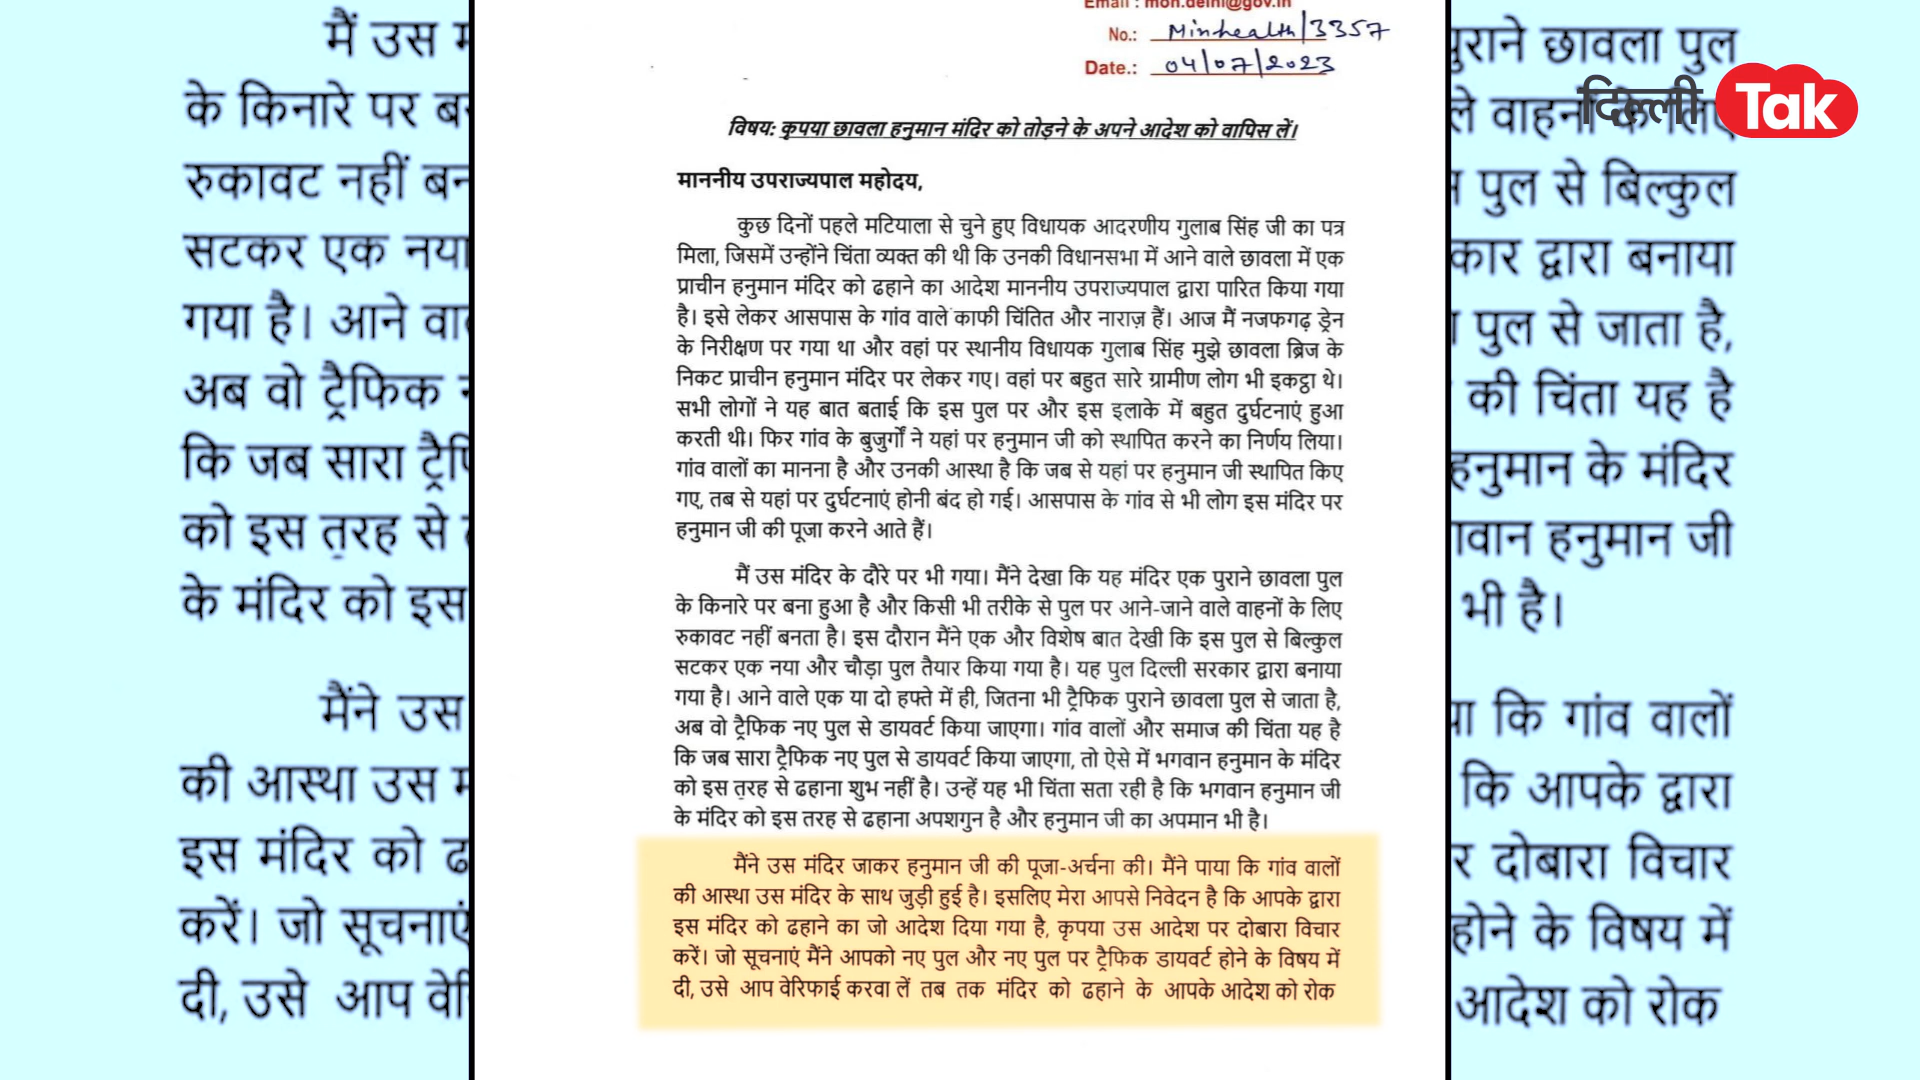 Email : moh.delhi@gov.in
No.: Minhealth/3357
Date.: 04/07/2023
दिल्ली Tak
विषय: कृपया छावला हनुमान मंदिर को तोड़ने के अपने आदेश को वापिस लें।
माननीय उपराज्यपाल महोदय,
कुछ दिनों पहले मटियाला से चुने हुए विधायक आदरणीय गुलाब सिंह जी का पत्र
मिला, जिसमें उन्होंने चिंता व्यक्त की थी कि उनकी विधानसभा में आने वाले छावला में एक
प्राचीन हनुमान मंदिर को ढहाने का आदेश माननीय उपराज्यपाल द्वारा पारित किया गया
है। इसे लेकर आसपास के गांव वाले काफी चिंतित और नाराज़ हैं। आज मैं नजफगढ़ ड्रेन
के निरीक्षण पर गया था और वहां पर स्थानीय विधायक गुलाब सिंह मुझे छावला ब्रिज के
निकट प्राचीन हनुमान मंदिर पर लेकर गए। वहां पर बहुत सारे ग्रामीण लोग भी इकट्ठा थे।
सभी लोगों ने यह बात बताई कि इस पुल पर और इस इलाके में बहुत दुर्घटनाएं हुआ
करती थी। फिर गांव के बुजुर्गों ने यहां पर हनुमान जी को स्थापित करने का निर्णय लिया।
गांव वालों का मानना है और उनकी आस्था है कि जब से यहां पर हनुमान जी स्थापित किए
गए, तब से यहां पर दुर्घटनाएं होनी बंद हो गई। आसपास के गांव से भी लोग इस मंदिर पर
हनुमान जी की पूजा करने आते हैं।
मैं उस मंदिर के दौरे पर भी गया। मैंने देखा कि यह मंदिर एक पुराने छावला पुल
के किनारे पर बना हुआ है और किसी भी तरीके से पुल पर आने-जाने वाले वाहनों के लिए
रुकावट नहीं बनता है। इस दौरान मैंने एक और विशेष बात देखी कि इस पुल से बिल्कुल
सटकर एक नया और चौड़ा पुल तैयार किया गया है। यह पुल दिल्ली सरकार द्वारा बनाया
गया है। आने वाले एक या दो हफ्ते में ही, जितना भी ट्रैफिक पुराने छावला पुल से जाता है,
अब वो ट्रैफिक नए पुल से डायवर्ट किया जाएगा। गांव वालों और समाज की चिंता यह है
कि जब सारा ट्रैफिक नए पुल से डायवर्ट किया जाएगा, तो ऐसे में भगवान हनुमान के मंदिर
को इस तरह से ढहाना शुभ नहीं है। उन्हें यह भी चिंता सता रही है कि भगवान हनुमान जी
के मंदिर को इस तरह से ढहाना अपशगुन है और हनुमान जी का अपमान भी है।
मैंने उस मंदिर जाकर हनुमान जी की पूजा-अर्चना की। मैंने पाया कि गांव वालों
की आस्था उस मंदिर के साथ जुड़ी हुई है। इसलिए मेरा आपसे निवेदन है कि आपके द्वारा
इस मंदिर को ढहाने का जो आदेश दिया गया है, कृपया उस आदेश पर दोबारा विचार
करें। जो सूचनाएं मैंने आपको नए पुल और नए पुल पर ट्रैफिक डायवर्ट होने के विषय में
दी, उसे आप वेरिफाई करवा लें तब तक मंदिर को ढहाने के आपके आदेश को रोक